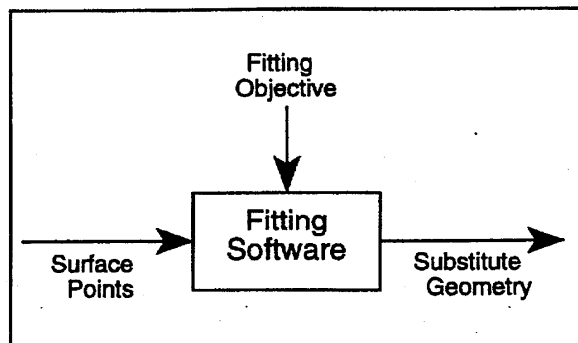 Fitting
Objective
Fitting
Software
Surface
Points
Substitute
Geometry